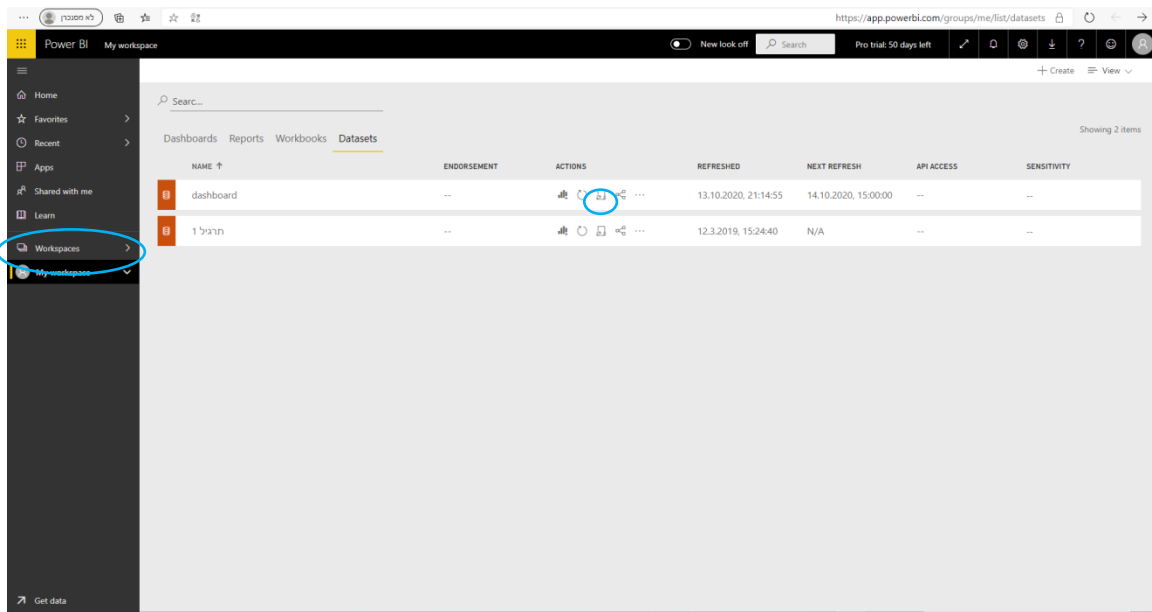 לא מסונכרן
https://app.powerbi.com/groups/me/list/datasets
Power BI My workspace
New look off
Search
Pro trial: 50 days left
?
+ Create
View
Home
Searc...
Favorites
Showing 2 items
Recent
Dashboards Reports Workbooks Datasets
Apps
NAME ↑ ENDORSEMENT ACTIONS REFRESHED NEXT REFRESH API ACCESS SENSITIVITY
Shared with me
dashboard -- ... 13.10.2020, 21:14:55 14.10.2020, 15:00:00 -- --
Learn
תרגיל 1 -- ... 12.3.2019, 15:24:40 N/A -- --
Workspaces
My workspace
Get data